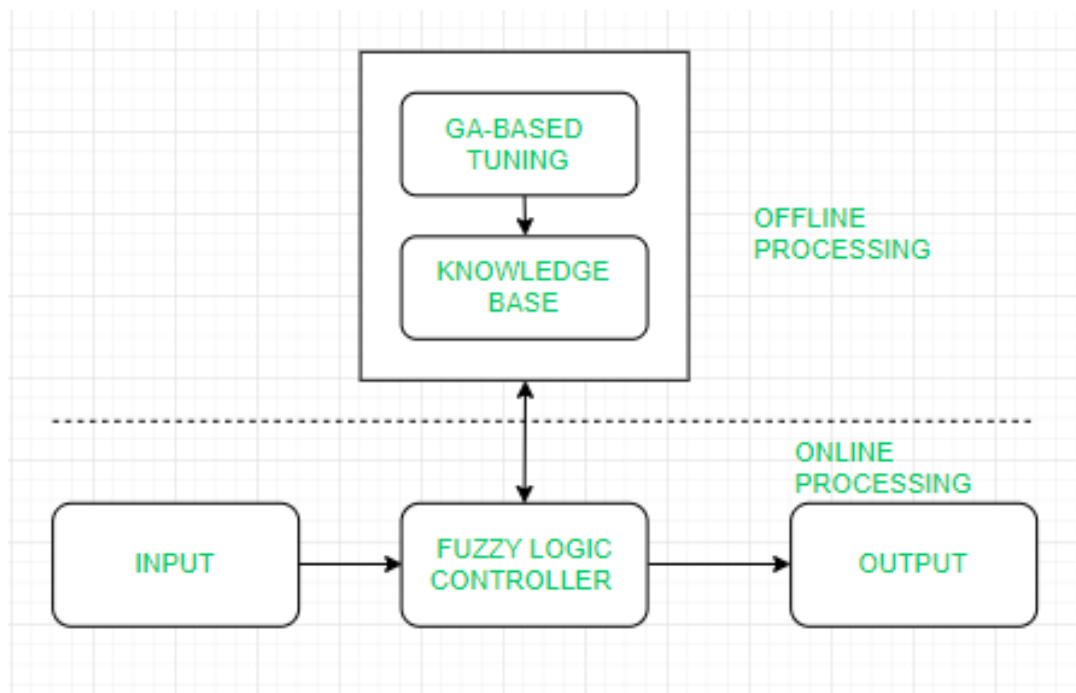 GA-BASED
TUNING
KNOWLEDGE
BASE
OFFLINE
PROCESSING
ONLINE
PROCESSING
INPUT
FUZZY LOGIC
CONTROLLER
OUTPUT